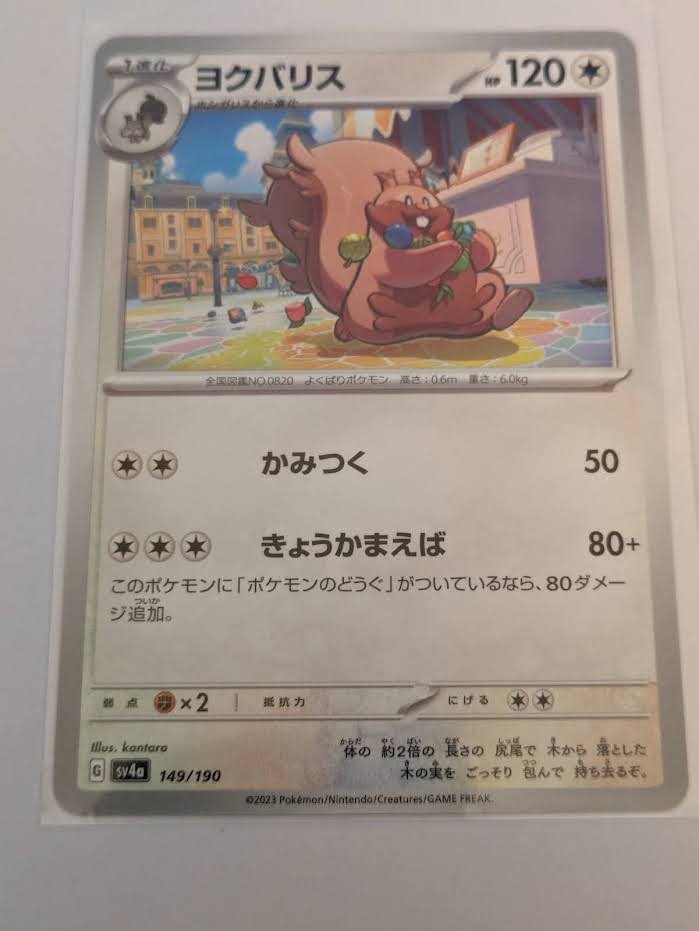 1進化
ヨクバリス
HP 120
ホシガリスから進化
全国図鑑NO.0820 よくばりポケモン 高さ:0.6m 重さ:6.0kg
かみつく 50
きょうかまえば 80+
このポケモンに「ポケモンのどうぐ」がついているなら、80ダメー
ジ追加。
弱点 ×2 抵抗力 にげる
Illus. kantaro
体の 約2倍の 長さの 尻尾で 木から 落とした
木の実を ごっそり 包んで 持ち去るぞ。
G sv4a 149/190
©2023 Pokémon/Nintendo/Creatures/GAME FREAK.